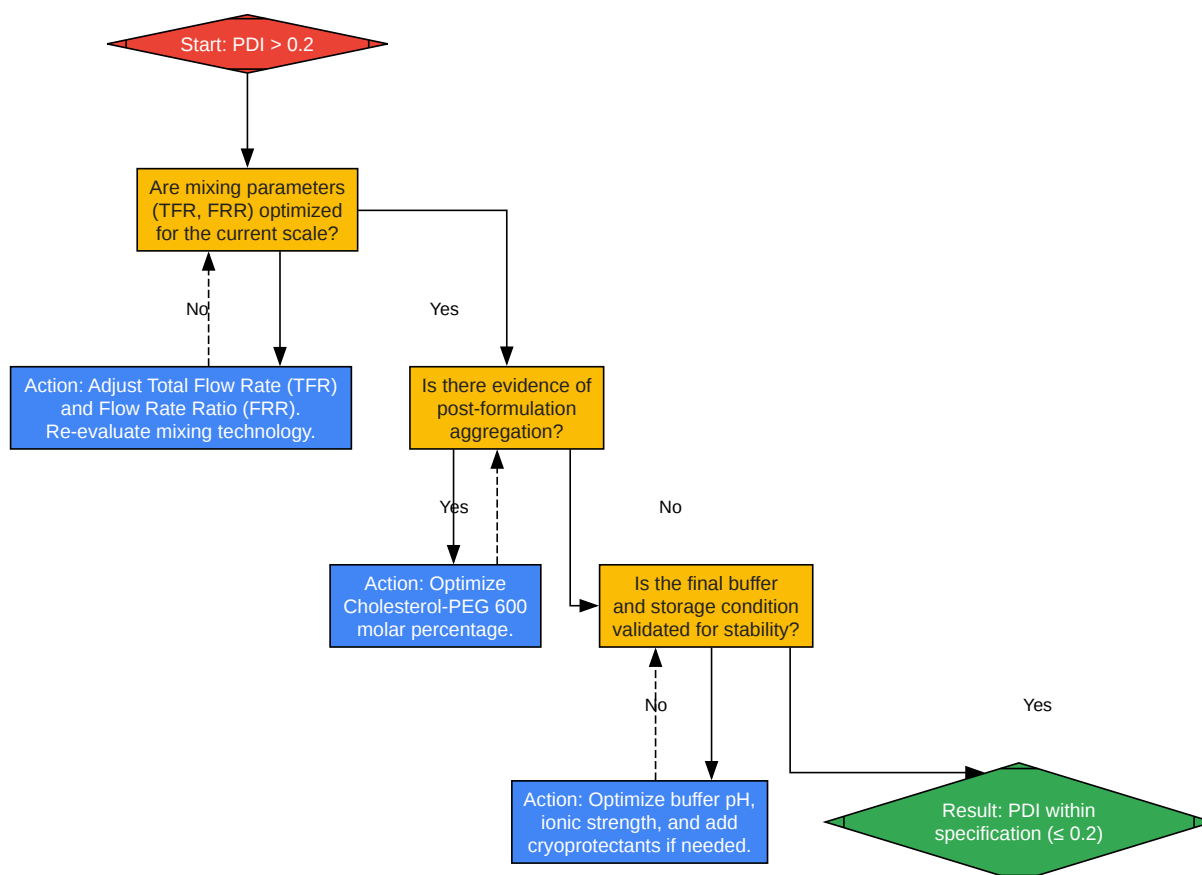 Start: PDI > 0.2
Are mixing parameters
(TFR, FRR) optimized
for the current scale?
No
Yes
Action: Adjust Total Flow Rate (TFR)
and Flow Rate Ratio (FRR).
Re-evaluate mixing technology.
Is there evidence of
post-formulation
aggregation?
Yes
No
Action: Optimize
Cholesterol-PEG 600
molar percentage.
Is the final buffer
and storage condition
validated for stability?
No
Yes
Action: Optimize buffer pH,
ionic strength, and add
cryoprotectants if needed.
Result: PDI within
specification (≤ 0.2)